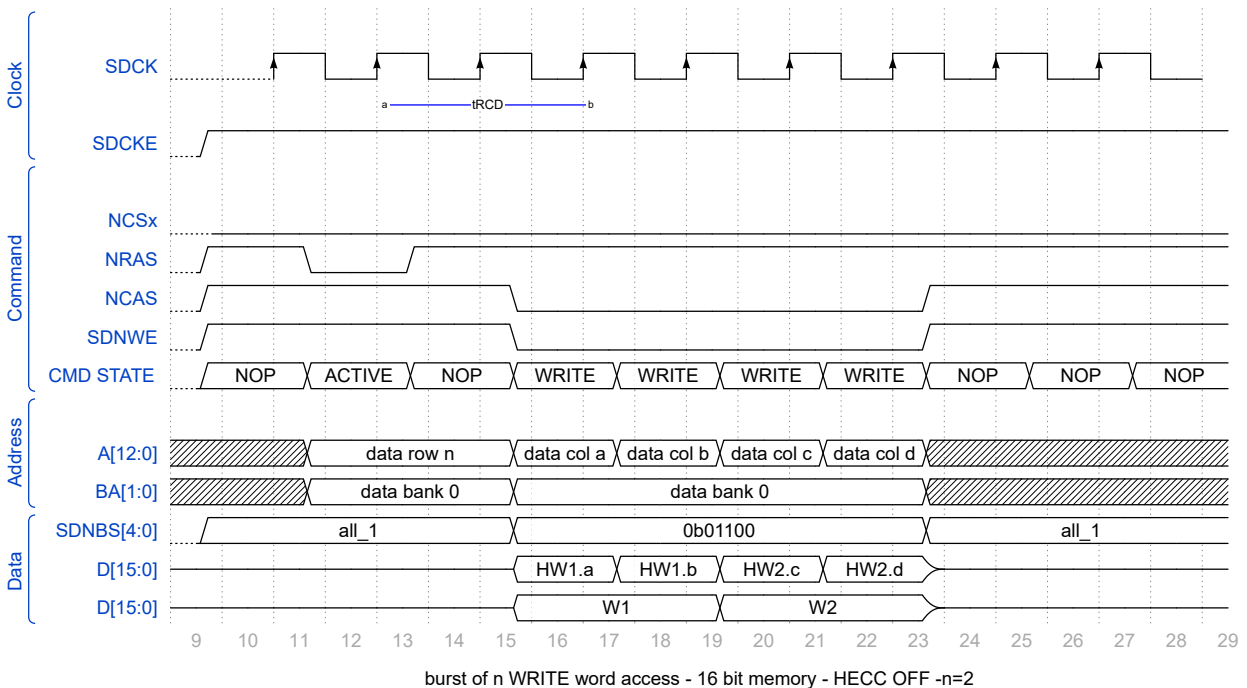 Clock
SDCK
a tRCD b
SDCKE
Command
NCSx
NRAS
NCAS
SDNWE
CMD STATE NOP ACTIVE NOP WRITE WRITE WRITE WRITE NOP NOP NOP
Address
A[12:0] data row n data col a data col b data col c data col d
BA[1:0] data bank 0 data bank 0
Data
SDNBS[4:0] all_1 0b01100 all_1
D[15:0] HW1.a HW1.b HW2.c HW2.d
D[15:0] W1 W2
9 10 11 12 13 14 15 16 17 18 19 20 21 22 23 24 25 26 27 28 29
burst of n WRITE word access - 16 bit memory - HECC OFF -n=2